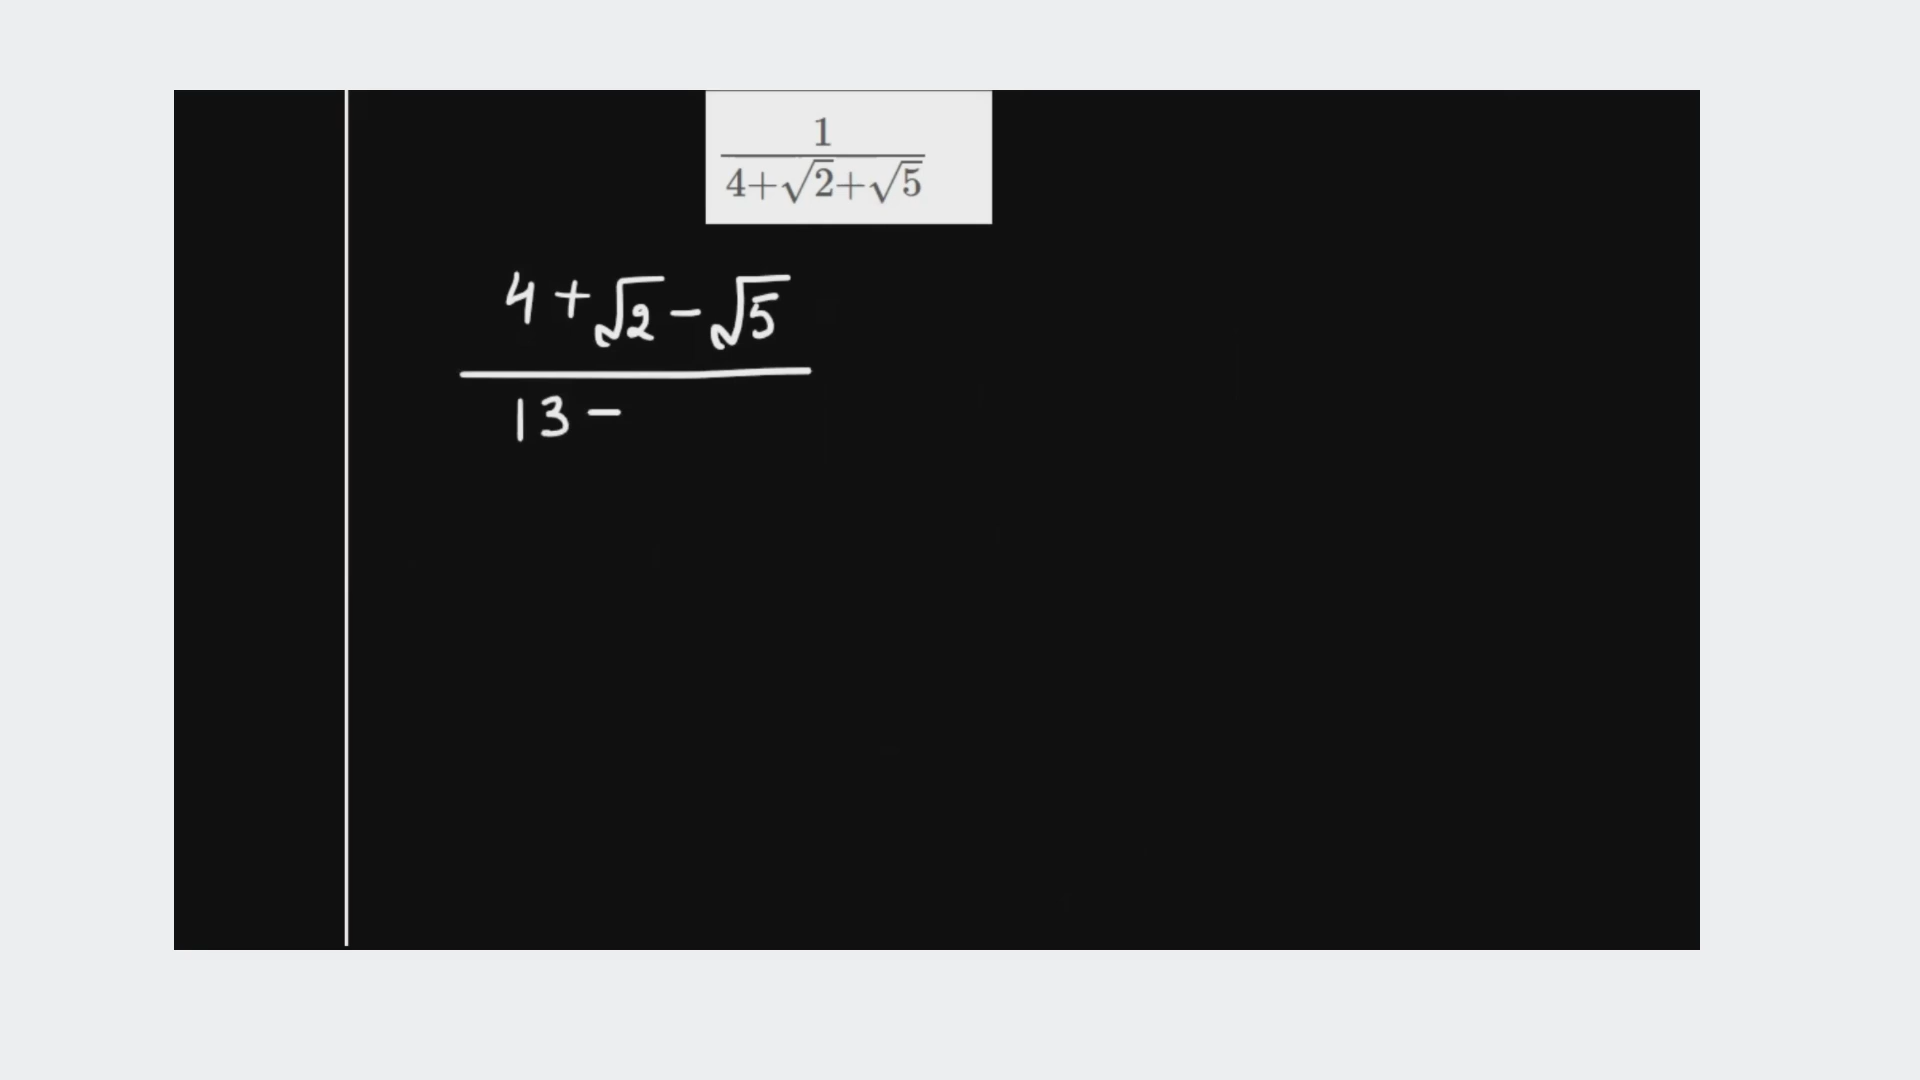 1
4+√2+√5
4 + √2 - √5
13 -